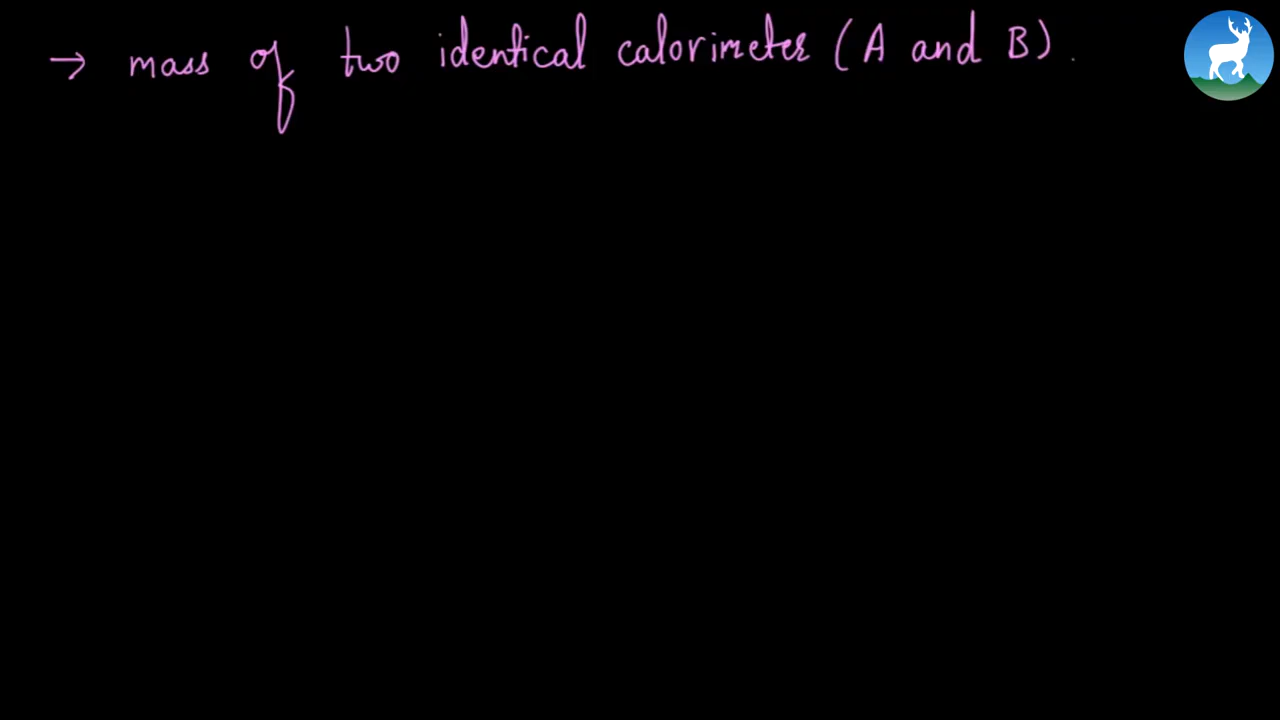 → mass of two identical calorimeter (A and B).